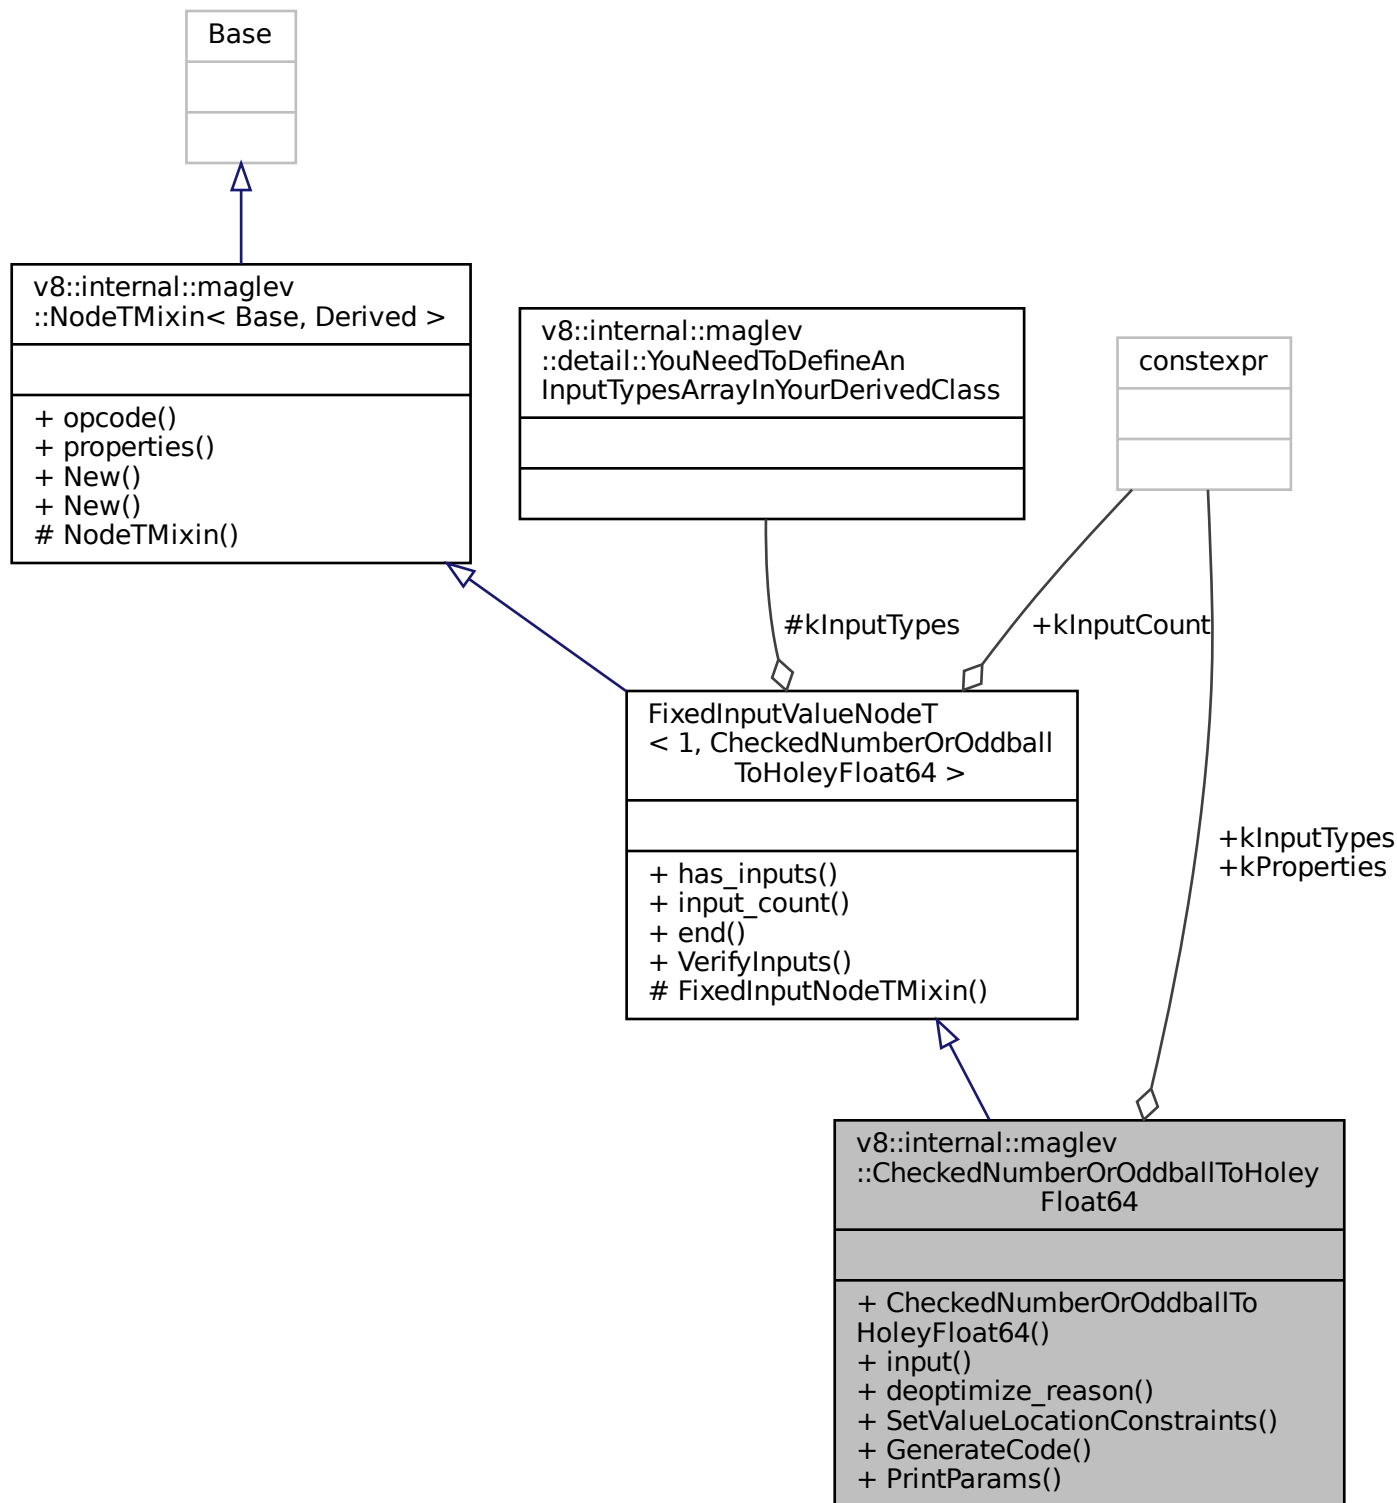 Base
v8::internal::maglev
::NodeTMixin< Base, Derived >
+ opcode()
+ properties()
+ New()
+ New()
# NodeTMixin()
v8::internal::maglev
::detail::YouNeedToDefineAn
InputTypesArrayInYourDerivedClass
constexpr
#kInputTypes
+kInputCount
FixedInputValueNodeT
< 1, CheckedNumberOrOddball
ToHoleyFloat64 >
+ has_inputs()
+ input_count()
+ end()
+ VerifyInputs()
# FixedInputNodeTMixin()
+kInputTypes
+kProperties
v8::internal::maglev
::CheckedNumberOrOddballToHoley
Float64
+ CheckedNumberOrOddballTo
HoleyFloat64()
+ input()
+ deoptimize_reason()
+ SetValueLocationConstraints()
+ GenerateCode()
+ PrintParams()